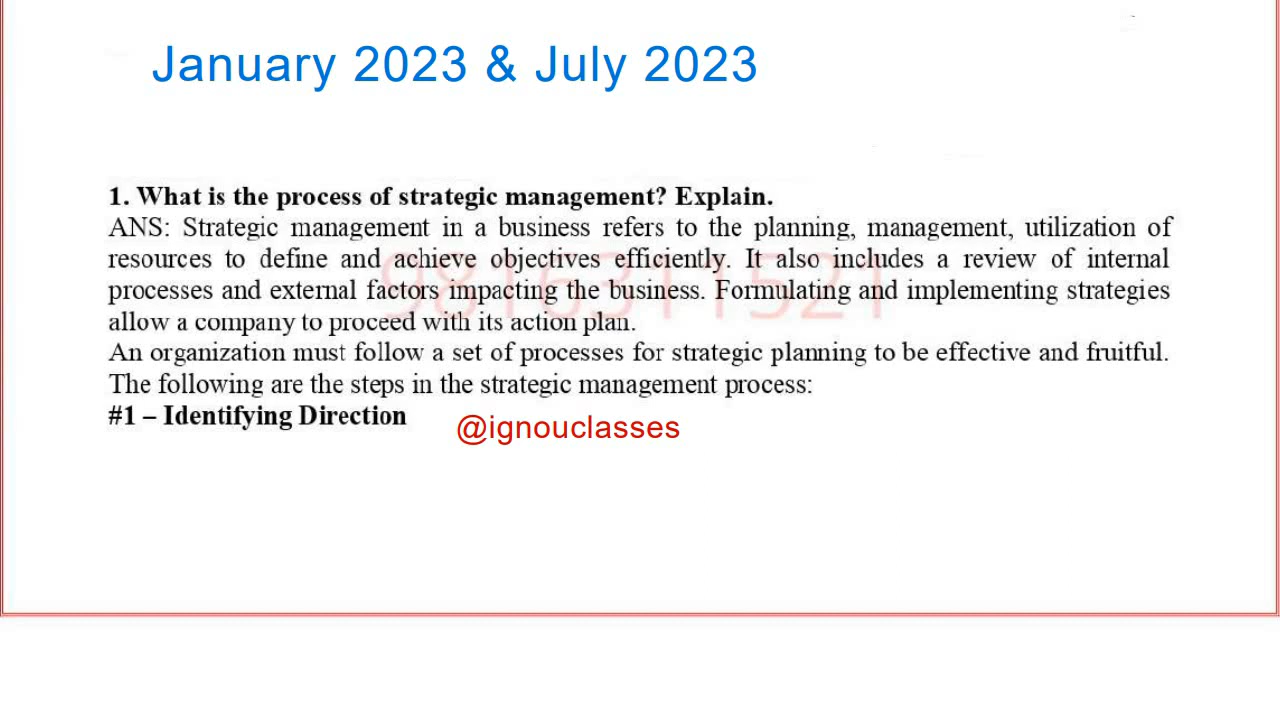 January 2023 & July 2023
1. What is the process of strategic management? Explain.
ANS: Strategic management in a business refers to the planning, management, utilization of
resources to define and achieve objectives efficiently. It also includes a review of internal
processes and external factors impacting the business. Formulating and implementing strategies
allow a company to proceed with its action plan.
An organization must follow a set of processes for strategic planning to be effective and fruitful.
The following are the steps in the strategic management process:
#1 – Identifying Direction
@ignouclasses
9816311521